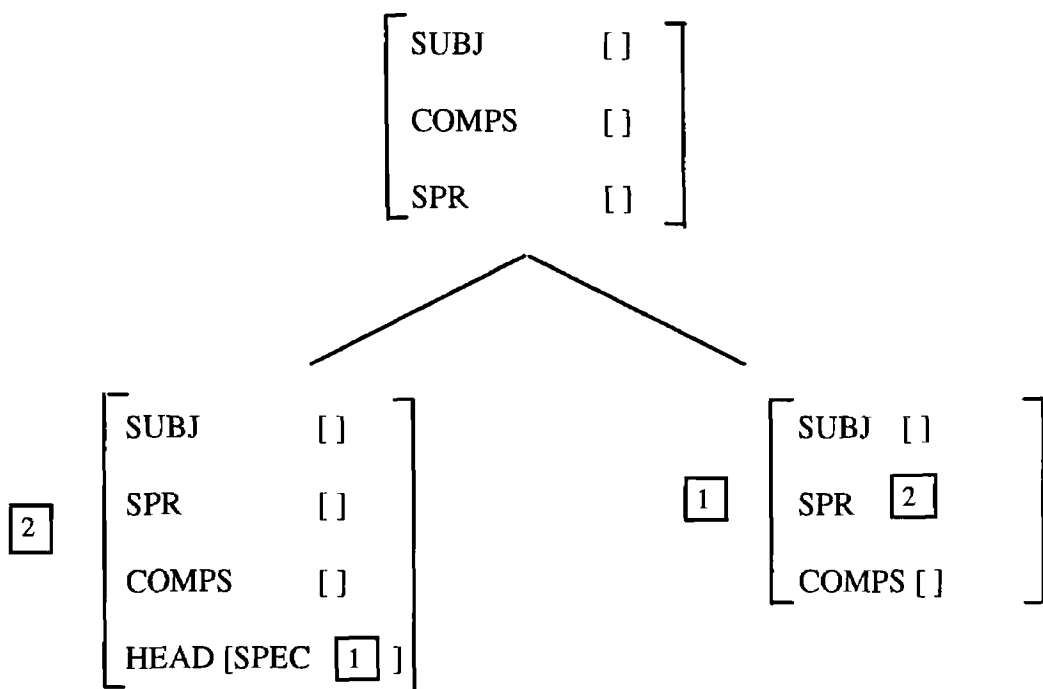 SUBJ [ ]
COMPS [ ]
SPR [ ]
SUBJ [ ]
SPR [ ]
COMPS [ ]
HEAD [SPEC 1 ]
2
SUBJ [ ]
SPR 2
COMPS [ ]
1